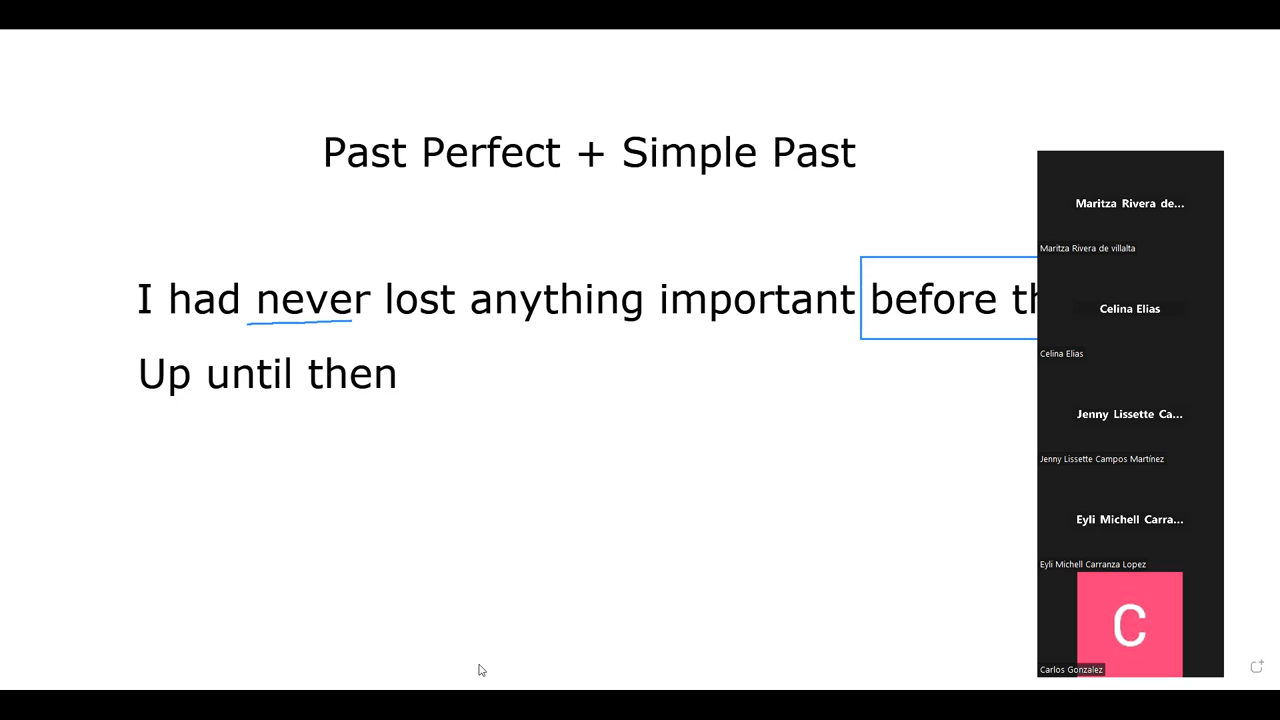 Past Perfect + Simple Past
I had never lost anything important before
Up until then
Maritza Rivera de...
Maritza Rivera de villalta
Celina Elias
Celina Elias
Jenny Lissette Ca...
Jenny Lissette Campos Martínez
Eyli Michell Carra...
Eyli Michell Carranza Lopez
C
Carlos Gonzalez